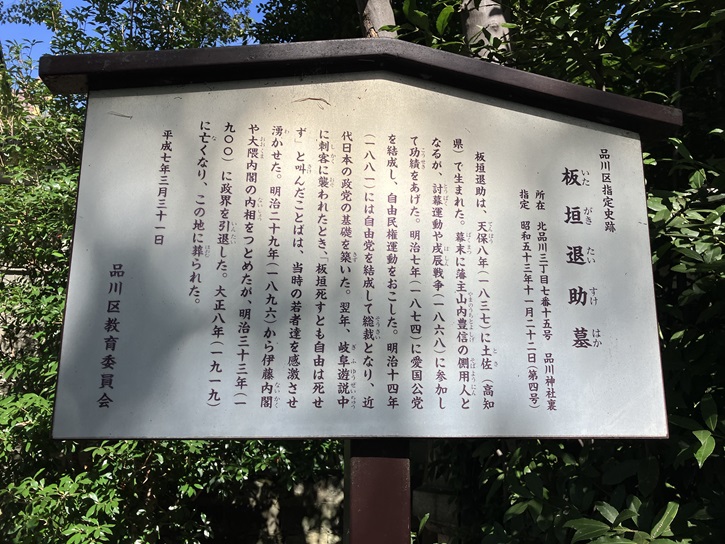 品川区指定史跡
板垣退助墓
いた がき たい すけ はか
所在 北品川三丁目七番十五号 品川神社裏
指定 昭和五十三年十一月二十二日（第四号）
板垣退助は、天保八年（一八三七）に土佐（高知
県）で生まれた。幕末に藩主山内豊信の側用人と
なるが、討幕運動や戊辰戦争（一八六八）に参加し
て功績をあげた。明治七年（一八七四）に愛国公党
を結成し、自由民権運動をおこした。明治十四年
（一八八一）には自由党を結成して総裁となり、近
代日本の政党の基礎を築いた。翌年、岐阜遊説中
に刺客に襲われたとき、「板垣死すとも自由は死せ
ず」と叫んだことばは、当時の若者達を感激させ
湧かせた。明治二十九年（一八九六）から伊藤内閣
や大隈内閣の内相をつとめたが、明治三十三年（一
九〇〇）に政界を引退した。大正八年（一九一九）
に亡くなり、この地に葬られた。
平成七年三月三十一日
品川区教育委員会